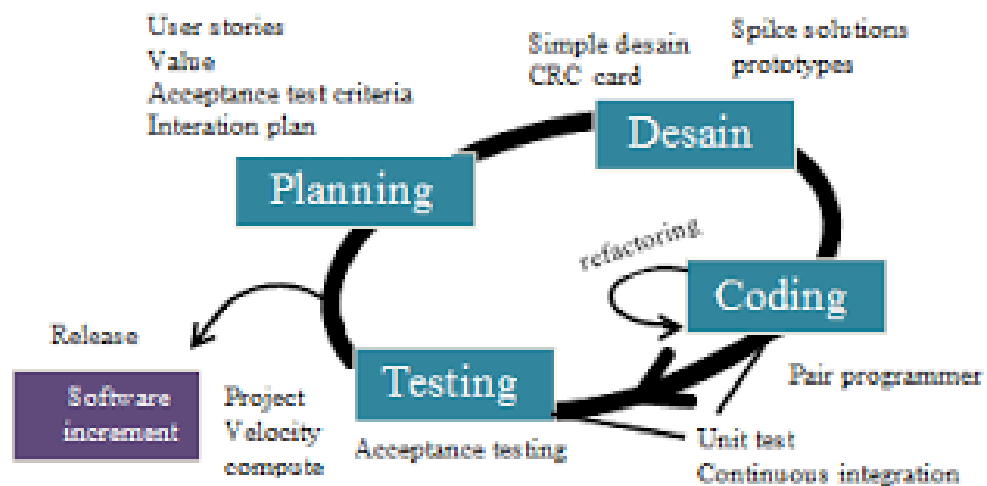 User stories
Value
Acceptance test criteria
Interation plan
Simple desain
CRC card
Spike solutions
prototypes
Desain
Planning
refactoring
Coding
Release
Testing
Pair programmer
Software
increment
Project
Velocity
compute
Acceptance testing
Unit test
Continuous integration